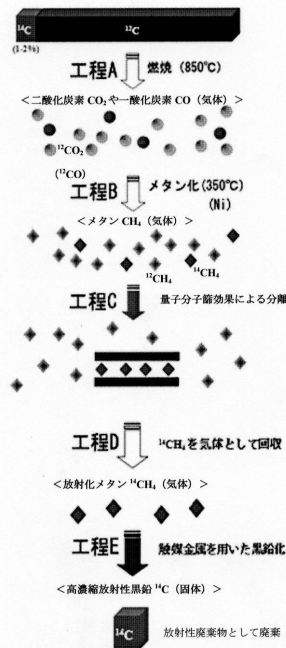 ¹⁴C ¹²C
(1-2%)
工程A 燃焼(850℃)
<二酸化炭素 CO₂や一酸化炭素 CO(気体)>
¹²CO₂
(¹²CO)
工程B メタン化(350℃)
(Ni)
<メタン CH₄(気体)>
¹²CH₄ ¹⁴CH₄
工程C 量子分子篩効果による分離
工程D ¹⁴CH₄を気体として回収
<放射化メタン ¹⁴CH₄(気体)>
工程E 触媒金属を用いた黒鉛化
<高濃縮放射性黒鉛 ¹⁴C(固体)>
¹⁴C 放射性廃棄物として廃棄